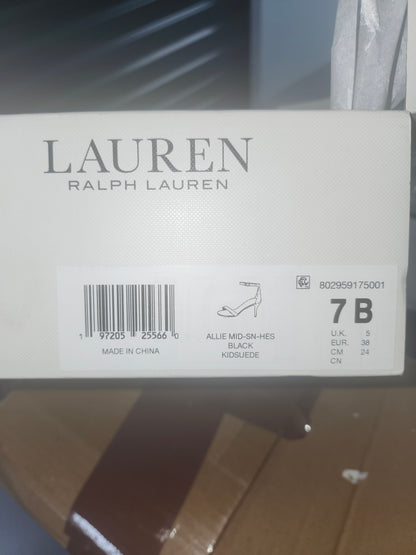 LAUREN
RALPH LAUREN
802959175001
7 B
1 97205 25566 0
MADE IN CHINA
ALLIE MID-SN-HES
BLACK
KIDSUEDE
U.K. 5
EUR. 38
CM 24
CN